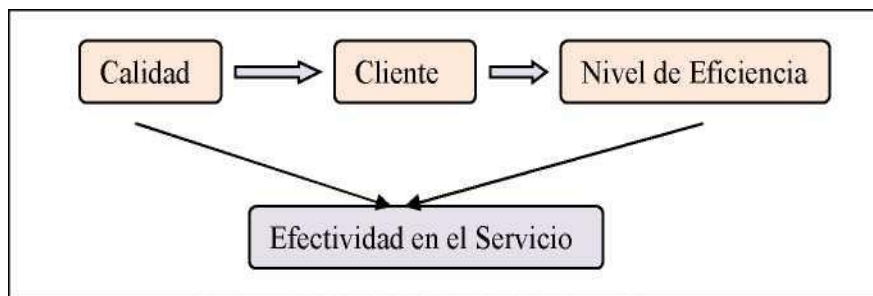 Calidad
Cliente
Nivel de Eficiencia
Efectividad en el Servicio